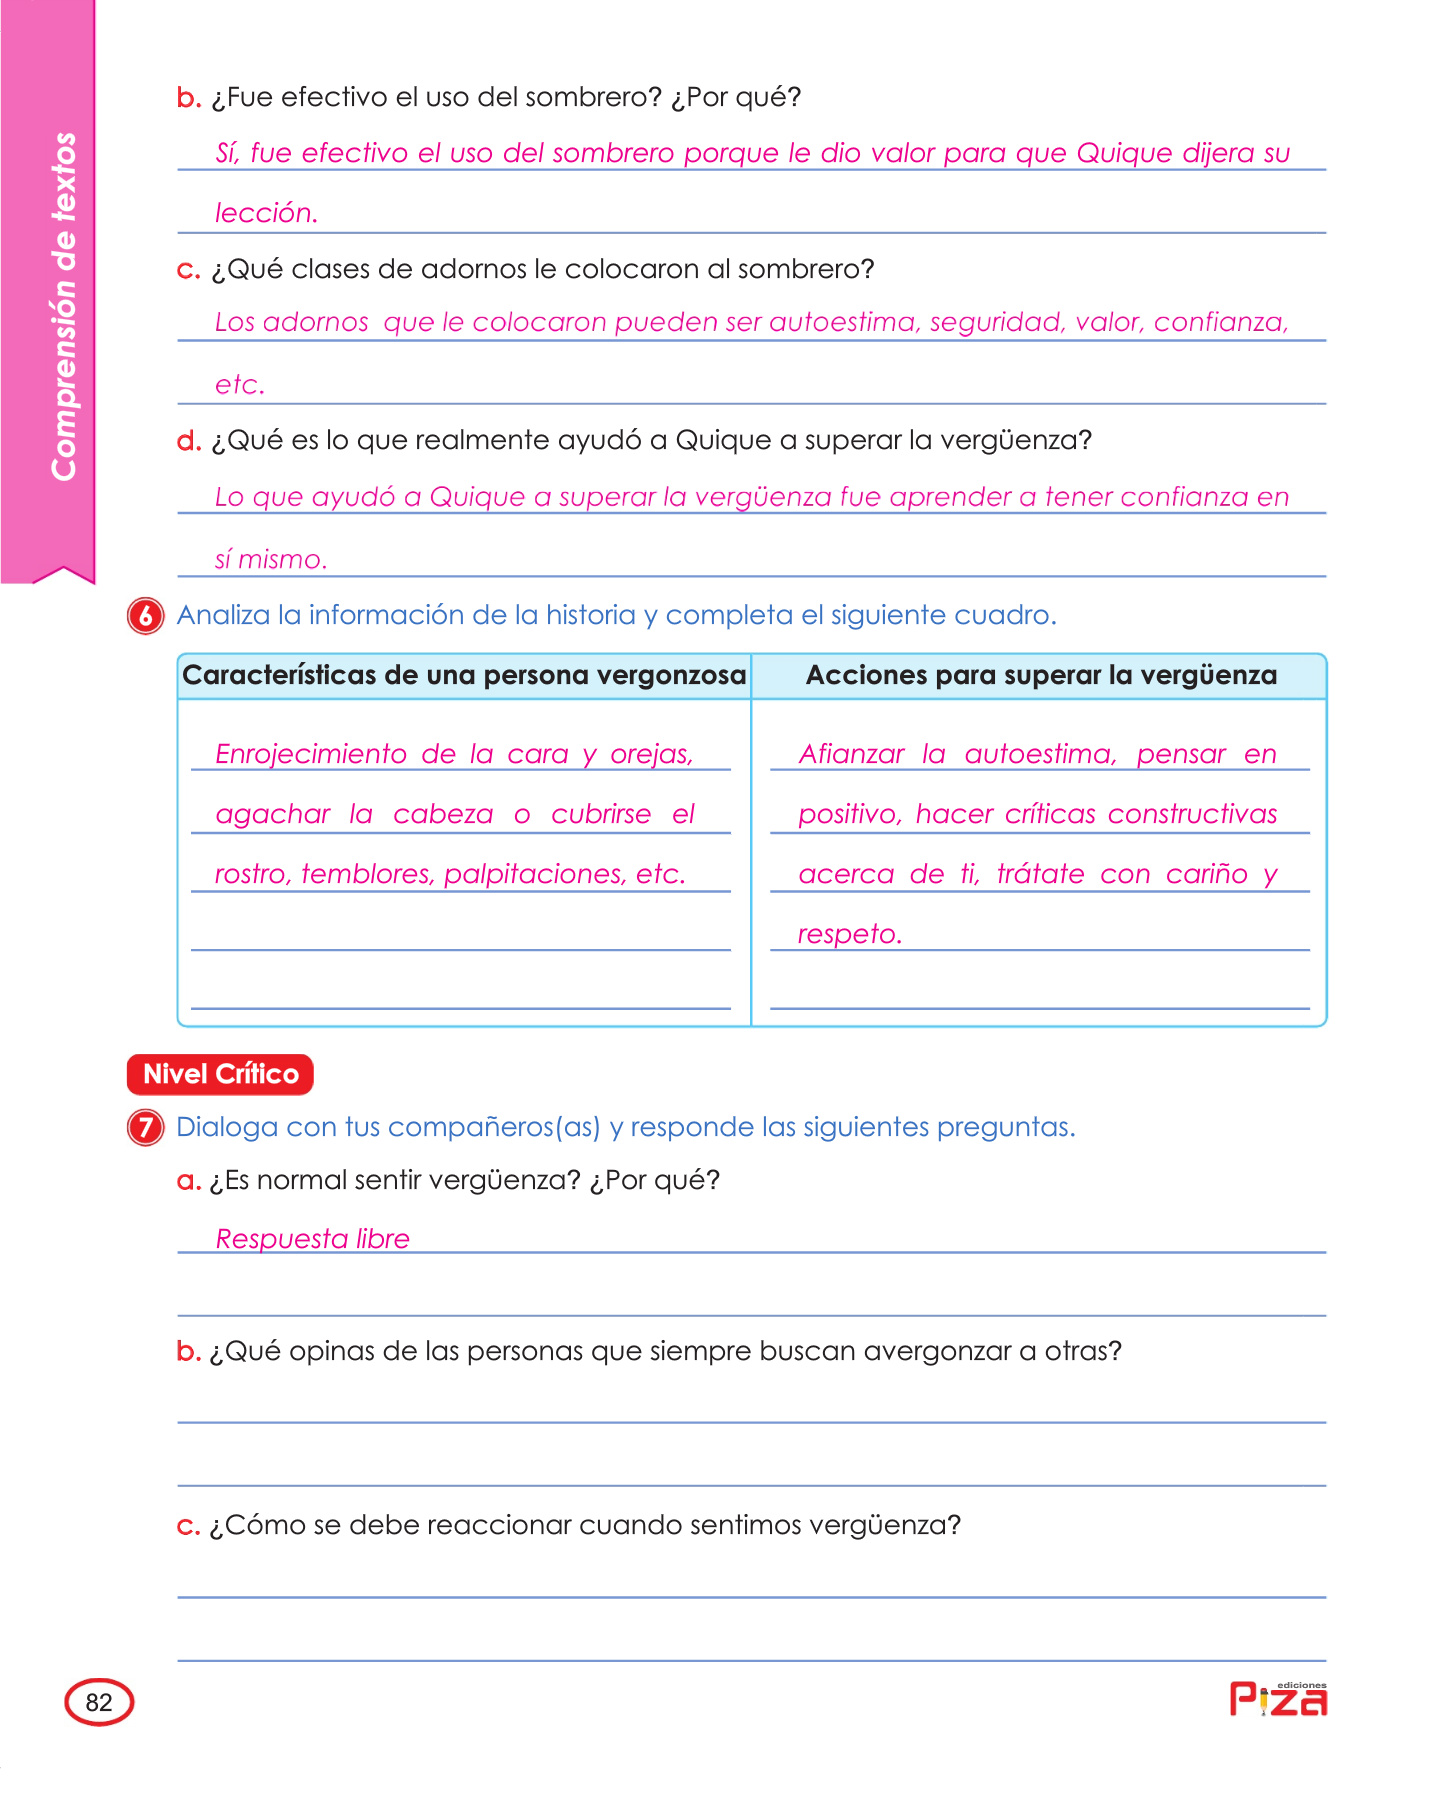 Comprensión de textos
b. ¿Fue efectivo el uso del sombrero? ¿Por qué?
Sí, fue efectivo el uso del sombrero porque le dio valor para que Quique dijera su
lección.
c. ¿Qué clases de adornos le colocaron al sombrero?
Los adornos que le colocaron pueden ser autoestima, seguridad, valor, confianza,
etc.
d. ¿Qué es lo que realmente ayudó a Quique a superar la vergüenza?
Lo que ayudó a Quique a superar la vergüenza fue aprender a tener confianza en
sí mismo.
6 Analiza la información de la historia y completa el siguiente cuadro.
Características de una persona vergonzosa
Enrojecimiento de la cara y orejas,
agachar la cabeza o cubrirse el
rostro, temblores, palpitaciones, etc.
Acciones para superar la vergüenza
Afianzar la autoestima, pensar en
positivo, hacer críticas constructivas
acerca de ti, trátate con cariño y
respeto.
Nivel Crítico
7 Dialoga con tus compañeros(as) y responde las siguientes preguntas.
a. ¿Es normal sentir vergüenza? ¿Por qué?
Respuesta libre
b. ¿Qué opinas de las personas que siempre buscan avergonzar a otras?
c. ¿Cómo se debe reaccionar cuando sentimos vergüenza?
82
ediciones
Piza